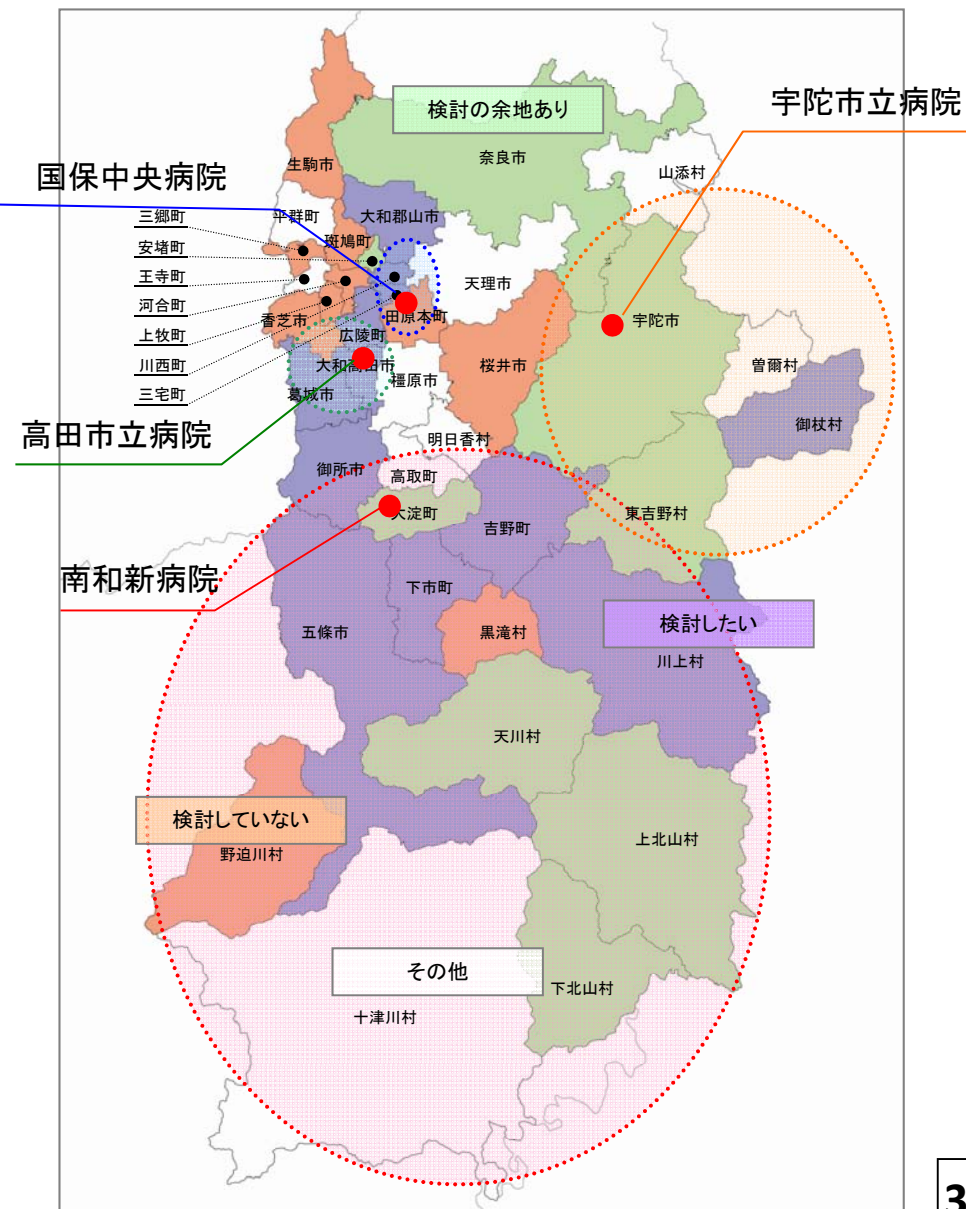 検討の余地あり
宇陀市立病院
奈良市
生駒市
山添村
国保中央病院
平群町
大和郡山市
三郷町
斑鳩町
安堵町
王寺町
天理市
河合町
香芝市
田原本町
宇陀市
上牧町
広陵町
川西町
大和高田市
桜井市
曽爾村
三宅町
橿原市
葛城市
御杖村
高田市立病院
明日香村
御所市
高取町
大淀町
東吉野村
吉野町
南和新病院
下市町
検討したい
五條市
黒滝村
川上村
天川村
検討していない
上北山村
野迫川村
その他
下北山村
十津川村
3